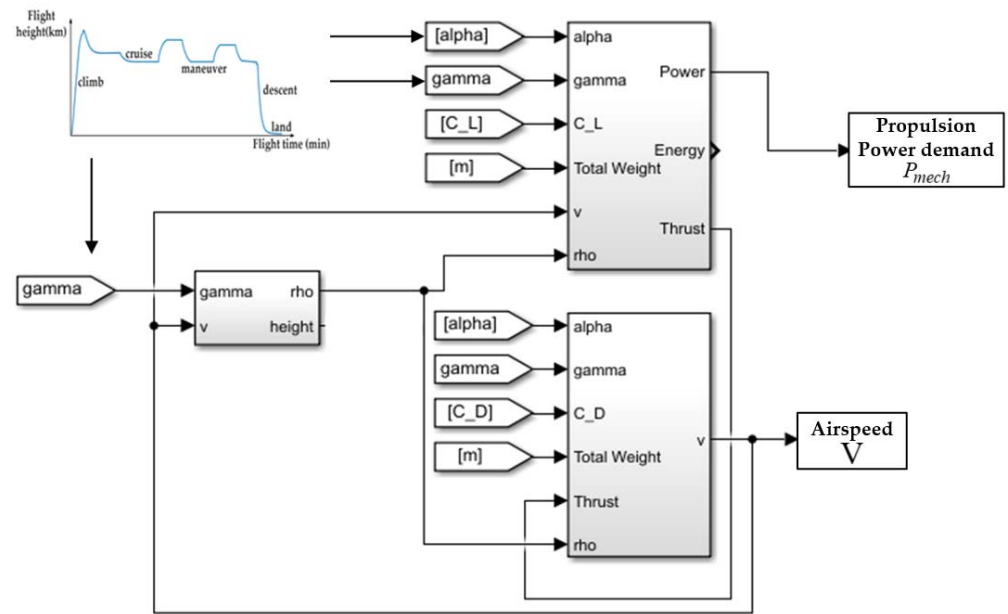 Flight
height(km)
cruise
climb
maneuver
descent
land
Flight time (min)
[alpha]
gamma
[C_L]
[m]
alpha
gamma
C_L
Total Weight
v
rho
Power
Energy
Thrust
Propulsion
Power demand
P_mech
gamma
gamma
v
rho
height
[alpha]
gamma
[C_D]
[m]
alpha
gamma
C_D
Total Weight
Thrust
rho
v
Airspeed
V